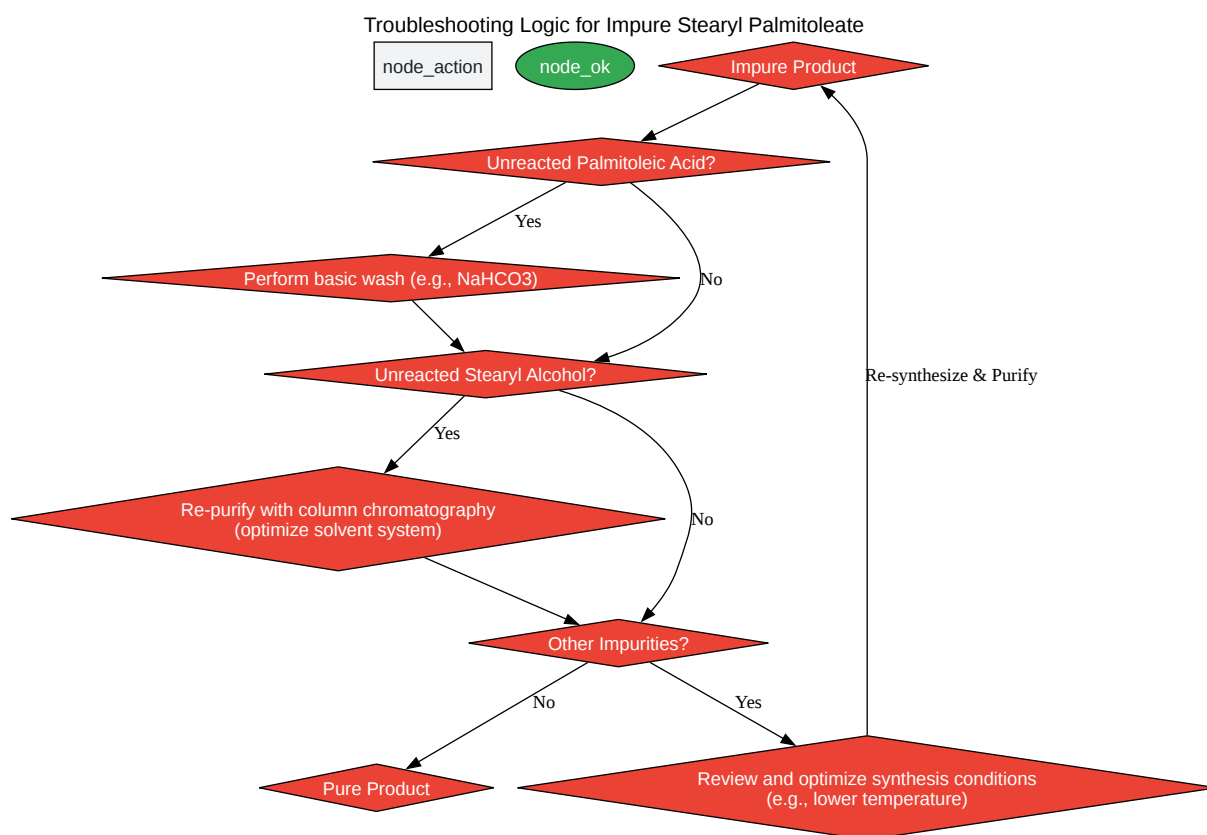 Troubleshooting Logic for Impure Stearyl Palmitoleate
node_action
node_ok
Impure Product
Unreacted Palmitoleic Acid?
Yes
Perform basic wash (e.g., NaHCO3)
No
Unreacted Stearyl Alcohol?
Re-synthesize & Purify
Yes
Re-purify with column chromatography
(optimize solvent system)
No
Other Impurities?
No
Yes
Pure Product
Review and optimize synthesis conditions
(e.g., lower temperature)